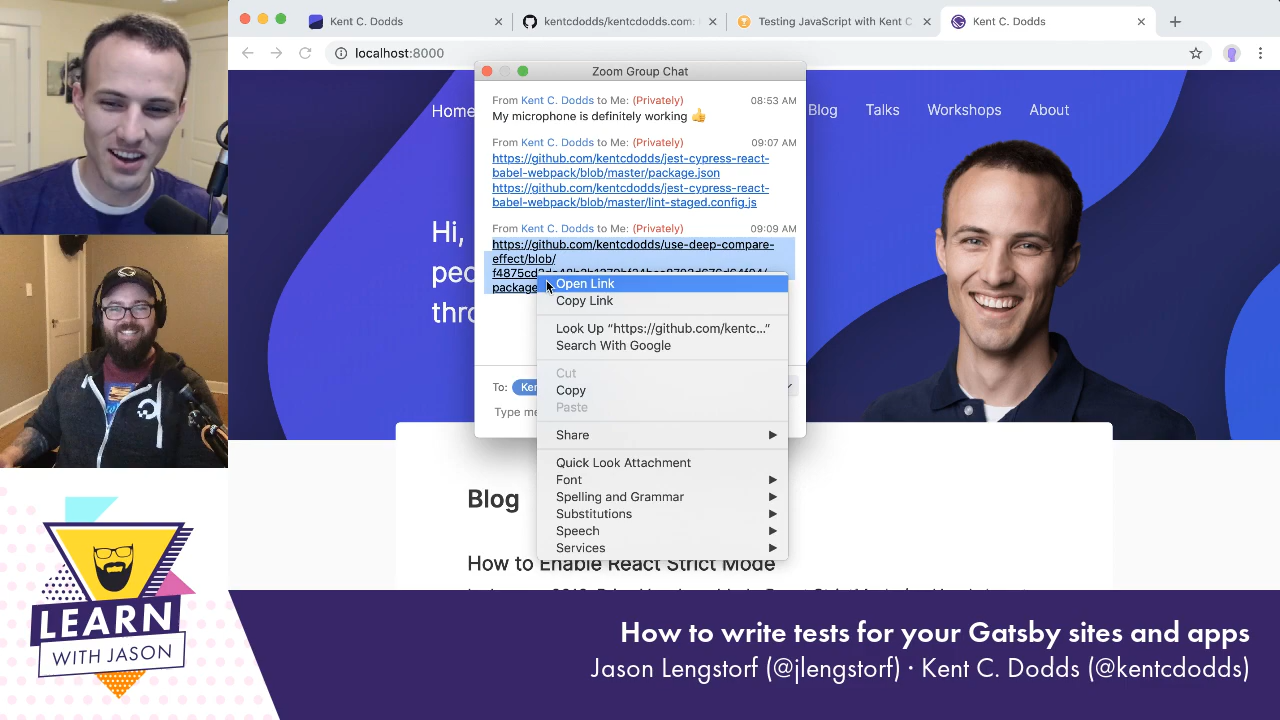 Kent C. Dodds
kentcdodds/kentcdodds.com:
Testing JavaScript with Kent C
Kent C. Dodds
localhost:8000
Home
Blog
Talks
Workshops
About
Zoom Group Chat
From Kent C. Dodds to Me: (Privately) 08:53 AM
My microphone is definitely working 👍
From Kent C. Dodds to Me: (Privately) 09:07 AM
https://github.com/kentcdodds/jest-cypress-react-
babel-webpack/blob/master/package.json
https://github.com/kentcdodds/jest-cypress-react-
babel-webpack/blob/master/lint-staged.config.js
From Kent C. Dodds to Me: (Privately) 09:09 AM
https://github.com/kentcdodds/use-deep-compare-
effect/blob/
package
Hi,
Open Link
Copy Link
Look Up “https://github.com/kentc...”
Search With Google
Cut
Copy
Paste
Share
Quick Look Attachment
Font
Spelling and Grammar
Substitutions
Speech
Services
To:
Type me
Blog
How to Enable React Strict Mode
LEARN
WITH JASON
How to write tests for your Gatsby sites and apps
Jason Lengstorf (@jlengstorf) · Kent C. Dodds (@kentcdodds)